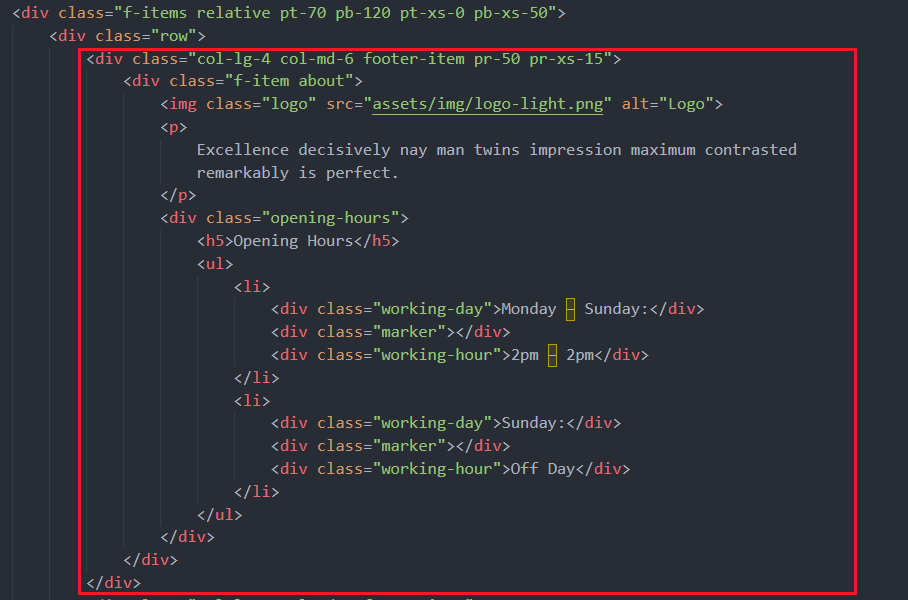 <div class="f-items relative pt-70 pb-120 pt-xs-0 pb-xs-50">
<div class="row">
<div class="col-lg-4 col-md-6 footer-item pr-50 pr-xs-15">
<div class="f-item about">
<img class="logo" src="assets/img/logo-light.png" alt="Logo">
<p>
Excellence decisively nay man twins impression maximum contrasted
remarkably is perfect.
</p>
<div class="opening-hours">
<h5>Opening Hours</h5>
<ul>
<li>
<div class="working-day">Monday – Sunday:</div>
<div class="marker"></div>
<div class="working-hour">2pm – 2pm</div>
</li>
<li>
<div class="working-day">Sunday:</div>
<div class="marker"></div>
<div class="working-hour">Off Day</div>
</li>
</ul>
</div>
</div>
</div>